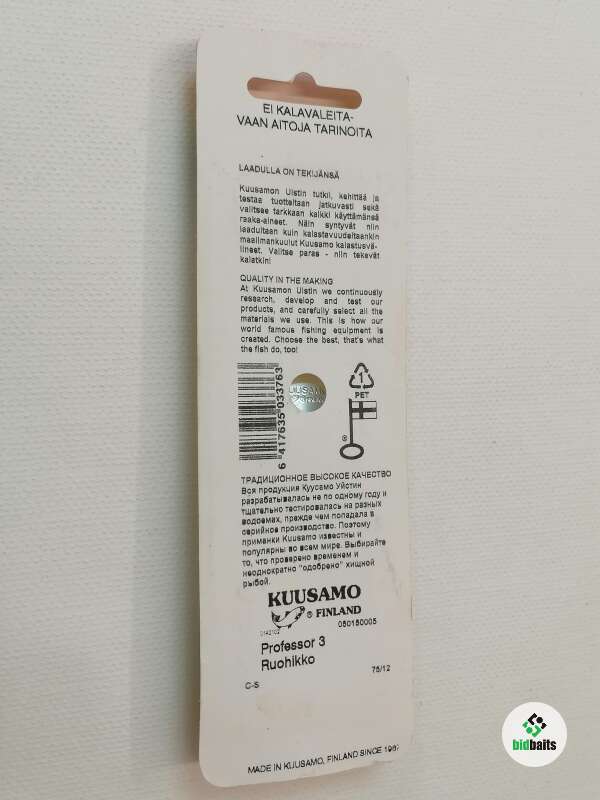 EI KALAVALEITA-
VAAN AITOJA TARINOITA
LAADULLA ON TEKIJÄNSÄ
Kuusamon Uistin tutkii, kehittää ja
testaa tuotteitaan jatkuvasti sekä
valitsee tarkkaan kaikki käyttämänsä
raaka-aineet. Näin syntyvät niin
laadultaan kuin kalastavuudeltaankin
maailmankuulut Kuusamo kalastusvä-
lineet. Valitse paras - niin tekevät
kalatkin!
QUALITY IN THE MAKING
At Kuusamon Uistin we continuously
research, develop and test our
products, and carefully select all the
materials we use. This is how our
world famous fishing equipment is
created. Choose the best, that's what
the fish do, too!
6 417635 033763
KUUSAMO
1
PET
®
ТРАДИЦИОННОЕ ВЫСОКОЕ КАЧЕСТВО
Вся продукция Куусамо Уйстин
разрабатывалась не по одному году и
тщательно тестировалась на разных
водоемах, прежде чем попадала в
серийное производство. Поэтому
приманки Kuusamo известны и
популярны во всем мире. Выбирайте
то, что проверено временем и
неоднократно "одобрено" хищной
рыбой.
KUUSAMO
® FINLAND
0142102
050150005
Professor 3
Ruohikko
C-S
75/12
MADE IN KUUSAMO, FINLAND SINCE
bidbaits